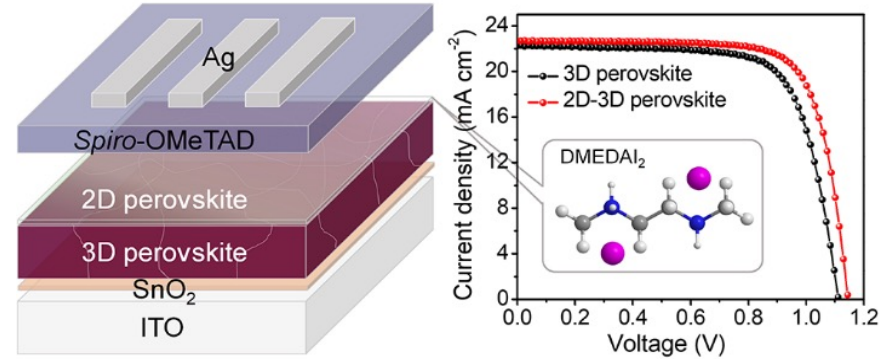 Ag
Spiro-OMeTAD
2D perovskite
3D perovskite
SnO2
ITO
Current density (mA cm-2)
24
20
16
12
8
4
0
3D perovskite
2D-3D perovskite
DMEDAI2
0.0 0.2 0.4 0.6 0.8 1.0 1.2
Voltage (V)